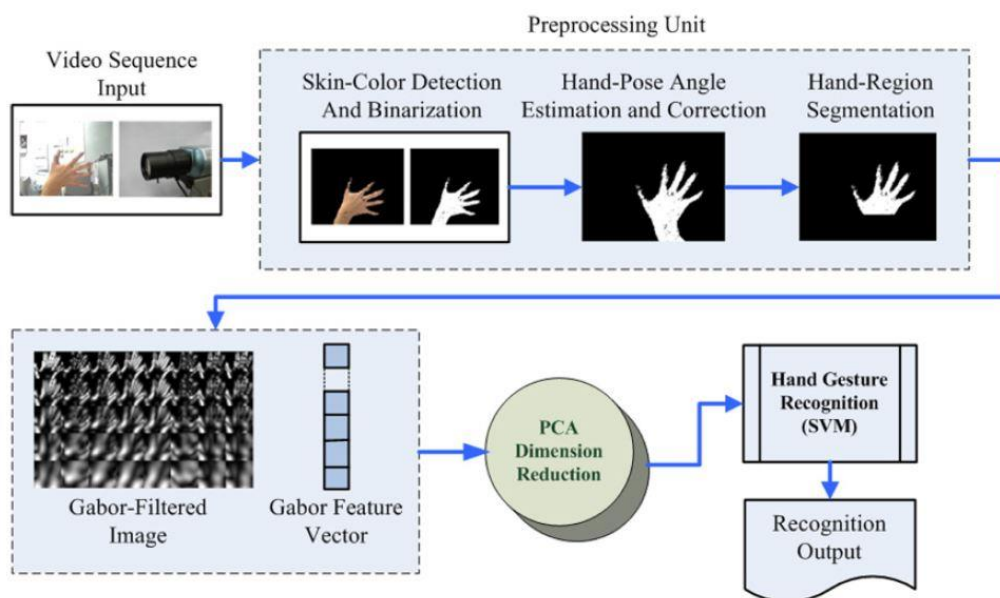 Preprocessing Unit
Video Sequence
Input
Skin-Color Detection
And Binarization
Hand-Pose Angle
Estimation and Correction
Hand-Region
Segmentation
Gabor-Filtered
Image
Gabor Feature
Vector
PCA
Dimension
Reduction
Hand Gesture
Recognition
(SVM)
Recognition
Output